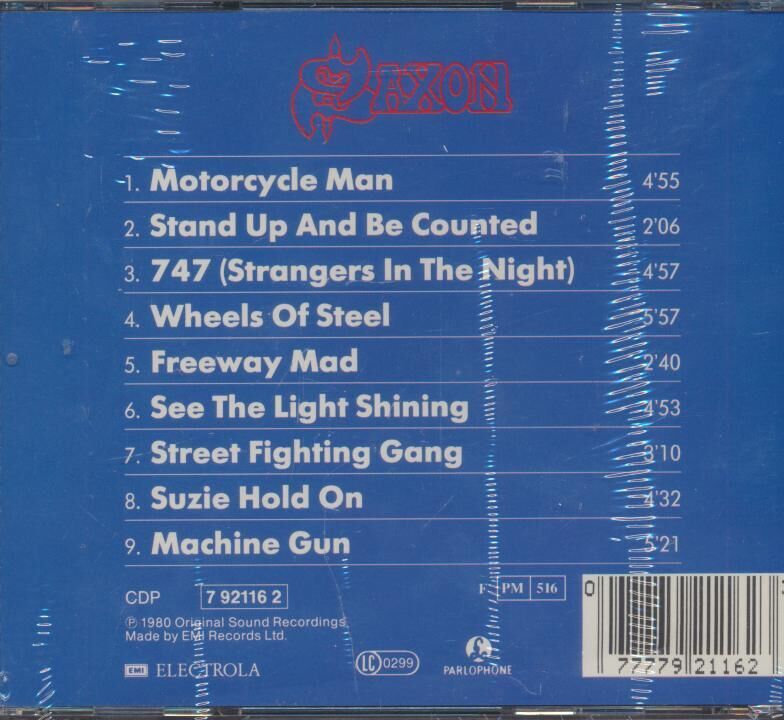 SAXON
1. Motorcycle Man 4'55
2. Stand Up And Be Counted 2'06
3. 747 (Strangers In The Night) 4'57
4. Wheels Of Steel 5'57
5. Freeway Mad 2'40
6. See The Light Shining 4'53
7. Street Fighting Gang 3'10
8. Suzie Hold On 4'32
9. Machine Gun 5'21
CDP 7 92116 2 F: PM 516
℗ 1980 Original Sound Recordings
Made by EMI Records Ltd.
EMI ELECTROLA LC 0299 PARLOPHONE
0 77779 21162